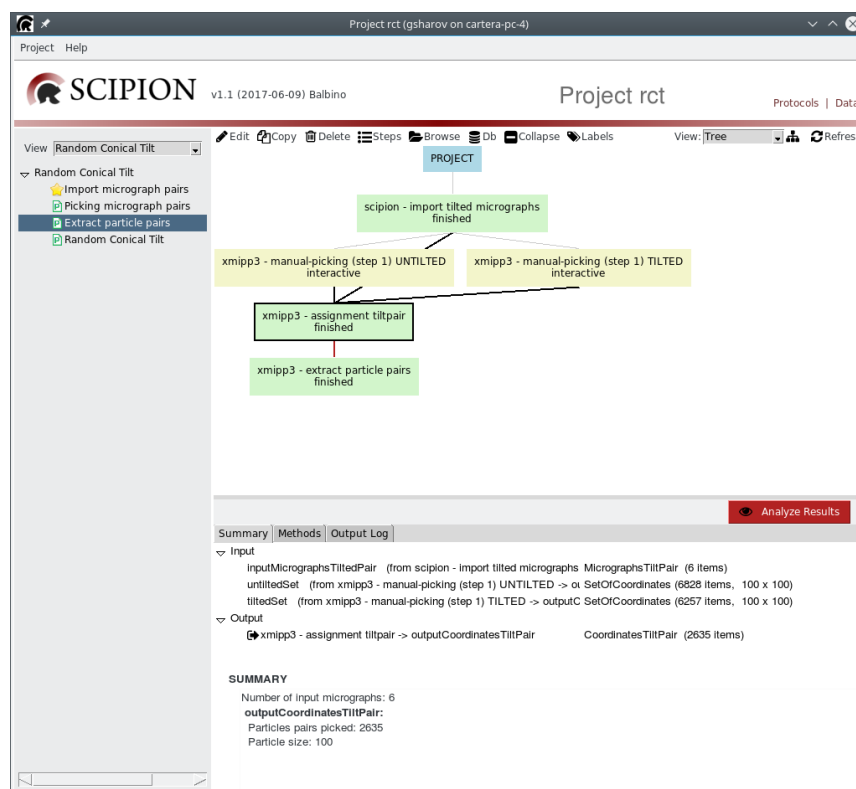 Project rct (gsharov on cartera-pc-4)
Project Help
SCIPION v1.1 (2017-06-09) Balbino Project rct Protocols | Data
View Random Conical Tilt
Random Conical Tilt
Import micrograph pairs
Picking micrograph pairs
Extract particle pairs
Random Conical Tilt
Edit Copy Delete Steps Browse Db Collapse Labels View: Tree Refres
PROJECT
scipion - import tilted micrographs
finished
xmipp3 - manual-picking (step 1) UNTILTED
interactive
xmipp3 - manual-picking (step 1) TILTED
interactive
xmipp3 - assignment tiltpair
finished
xmipp3 - extract particle pairs
finished
Analyze Results
Summary Methods Output Log
Input
inputMicrographsTiltedPair (from scipion - import tilted micrographs MicrographsTiltPair (6 items)
untiltedSet (from xmipp3 - manual-picking (step 1) UNTILTED -> ou SetOfCoordinates (6828 items, 100 x 100)
tiltedSet (from xmipp3 - manual-picking (step 1) TILTED -> outputC SetOfCoordinates (6257 items, 100 x 100)
Output
xmipp3 - assignment tiltpair -> outputCoordinatesTiltPair CoordinatesTiltPair (2635 items)
SUMMARY
Number of input micrographs: 6
outputCoordinatesTiltPair:
Particles pairs picked: 2635
Particle size: 100